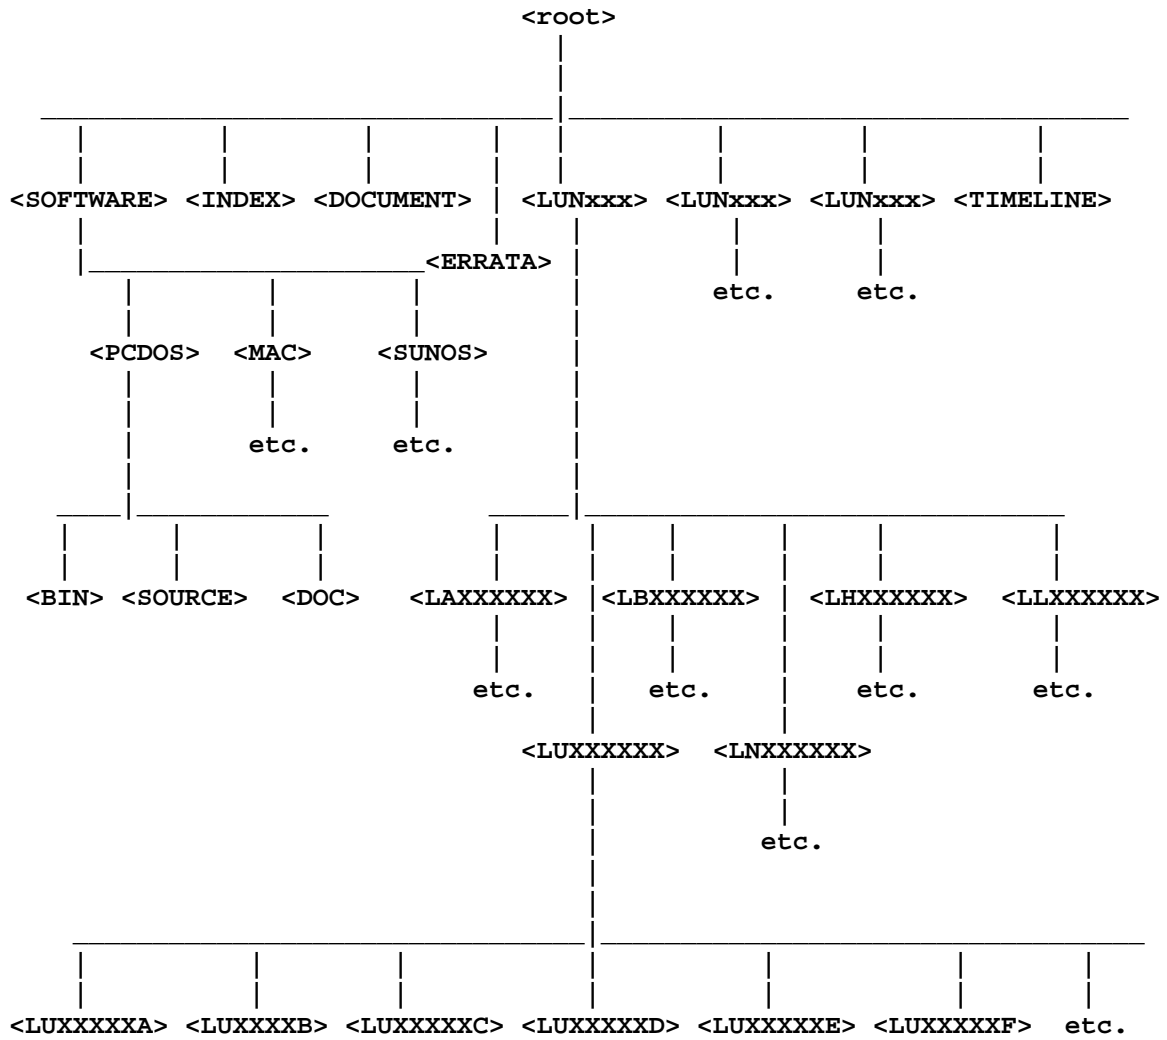 <root>
<SOFTWARE> <INDEX> <DOCUMENT> <LUNxxx> <LUNxxx> <LUNxxx> <TIMELINE>
<ERRATA>
etc. etc.
<PCDOS> <MAC> <SUNOS>
etc. etc.
<BIN> <SOURCE> <DOC> <LAXXXXXX> <LBXXXXXX> <LHXXXXXX> <LLXXXXXX>
etc. etc. etc. etc.
<LUXXXXXX> <LNXXXXXX>
etc.
<LUXXXXXA> <LUXXXXB> <LUXXXXXC> <LUXXXXXD> <LUXXXXXE> <LUXXXXXF> etc.